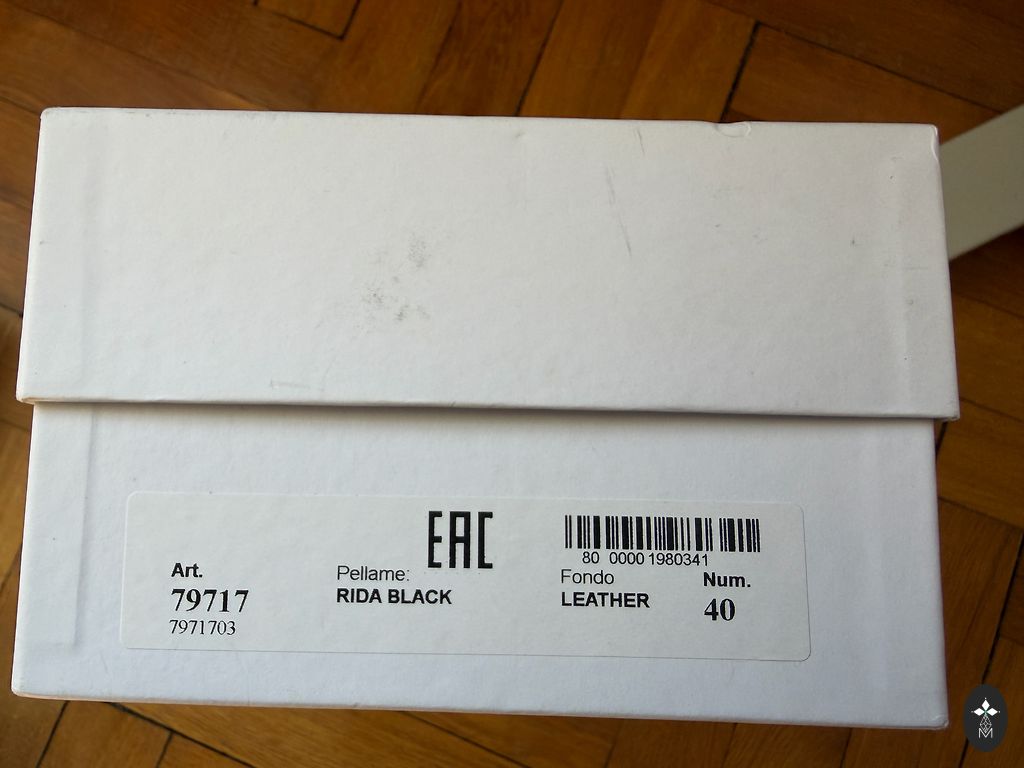 EAC
80 0000 1980341
Art.
79717
7971703
Pellame:
RIDA BLACK
Fondo
LEATHER
Num.
40
M